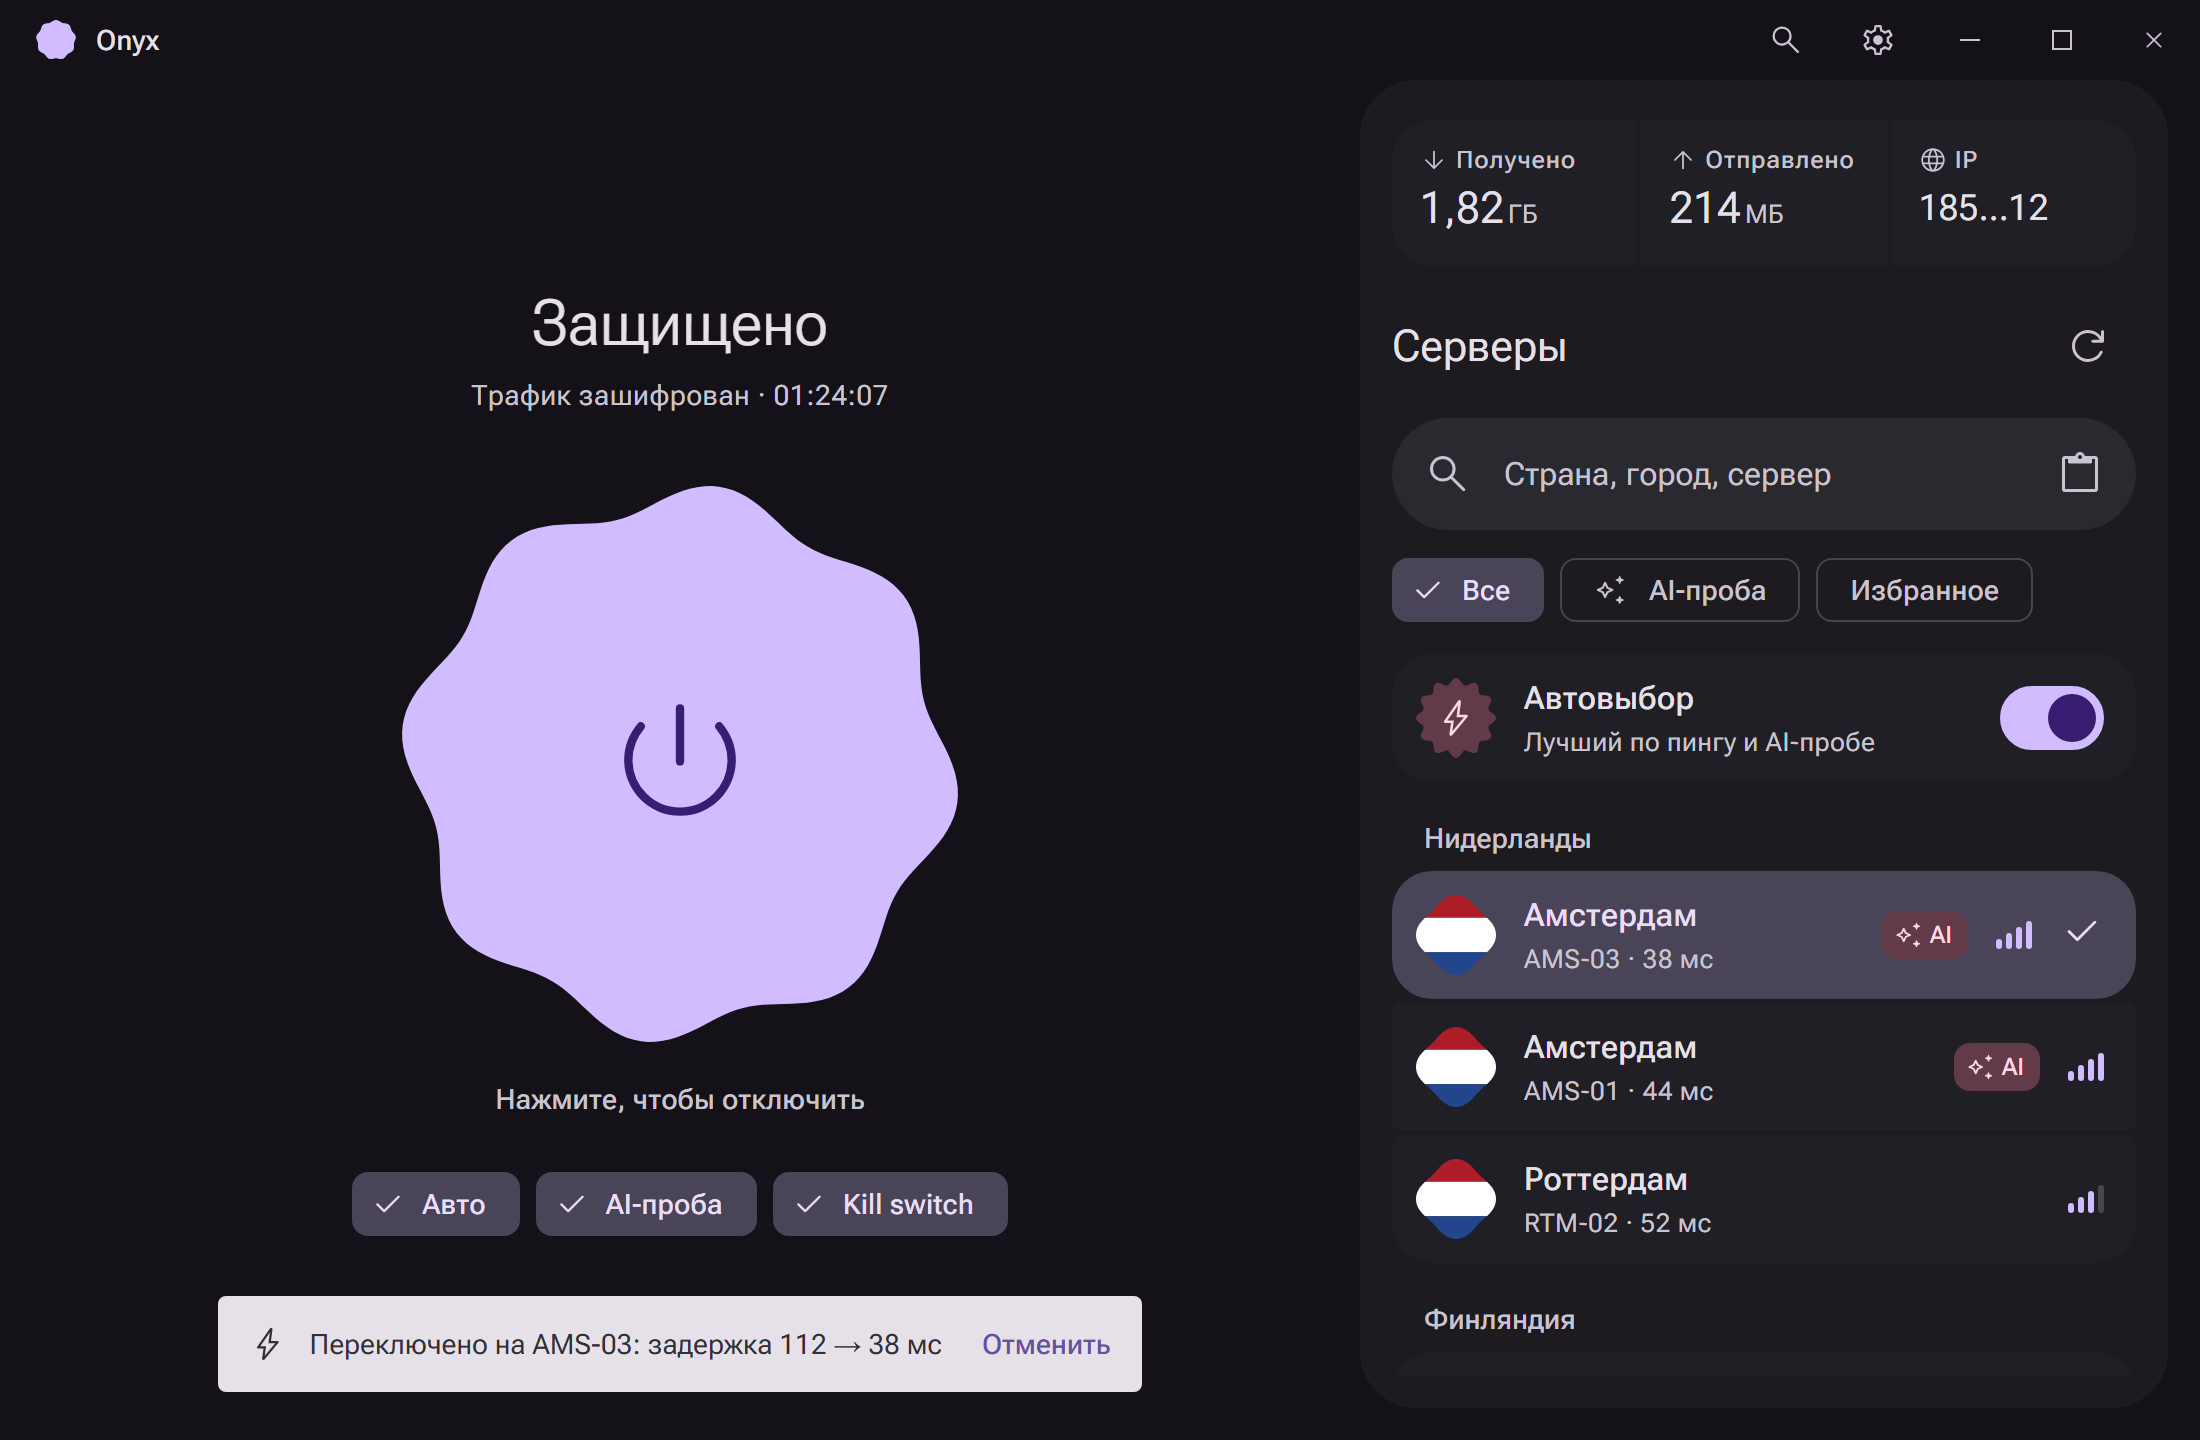 Onyx
Защищено
Трафик зашифрован · 01:24:07
Нажмите, чтобы отключить
Авто
AI-проба
Kill switch
Переключено на AMS-03: задержка 112 → 38 мс
Отменить
Получено
1,82 ГБ
Отправлено
214 МБ
IP
185...12
Серверы
Страна, город, сервер
Все
AI-проба
Избранное
Автовыбор
Лучший по пингу и AI-пробе
Нидерланды
Амстердам
AMS-03 · 38 мс
AI
Амстердам
AMS-01 · 44 мс
AI
Роттердам
RTM-02 · 52 мс
Финляндия